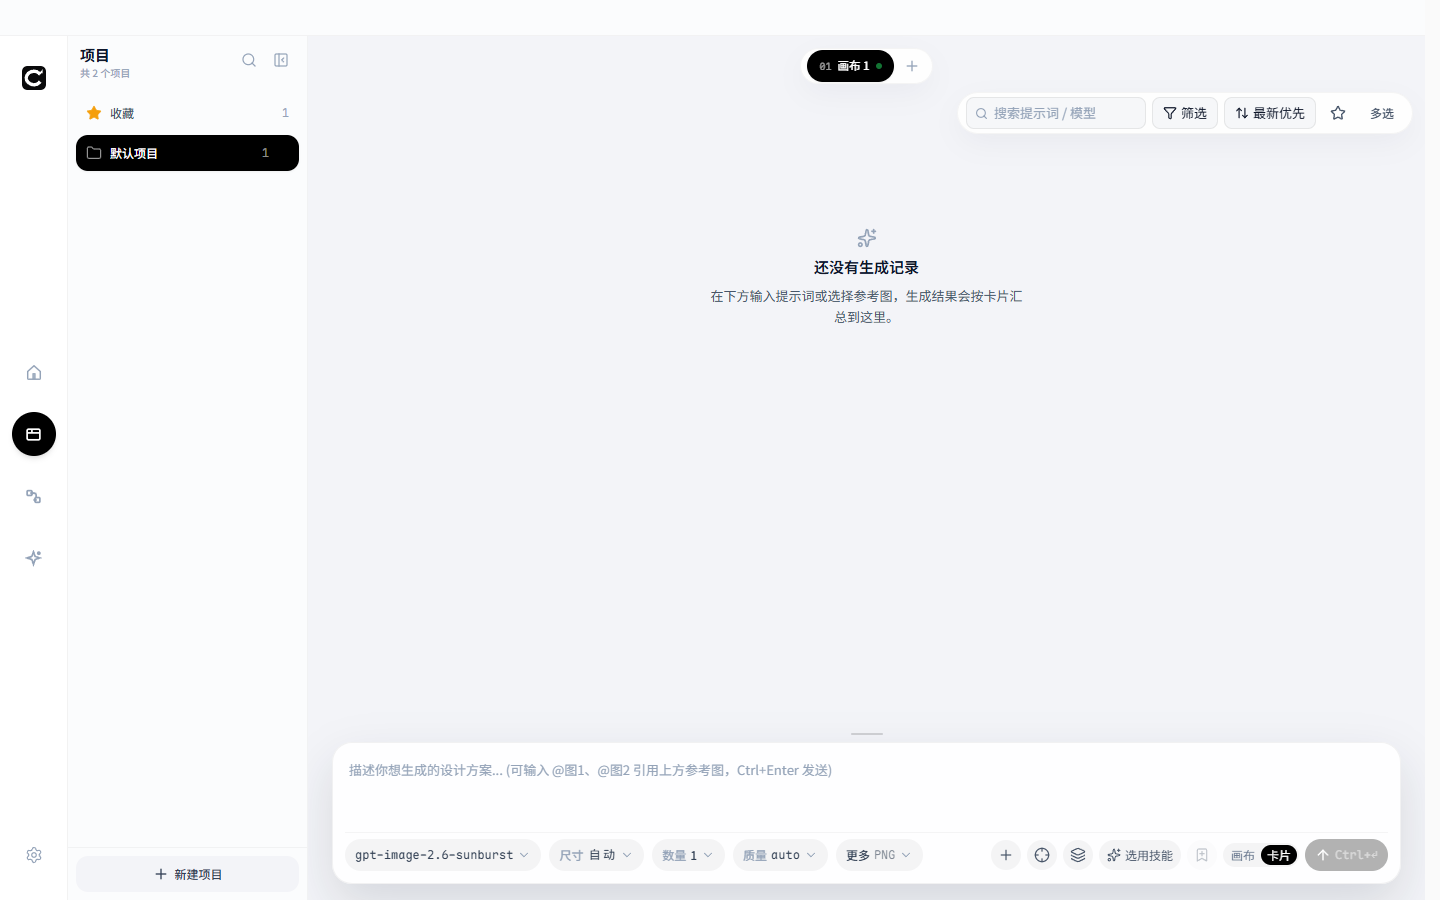 项目
共 2 个项目
收藏 1
默认项目 1
新建项目
01 画布 1
搜索提示词 / 模型
筛选
最新优先
多选
还没有生成记录
在下方输入提示词或选择参考图，生成结果会按卡片汇
总到这里。
描述你想生成的设计方案... (可输入 @图1、@图2 引用上方参考图，Ctrl+Enter 发送)
gpt-image-2.6-sunburst 尺寸 自动 数量 1 质量 auto 更多 PNG 选用技能 画布 卡片 Ctrl+↵